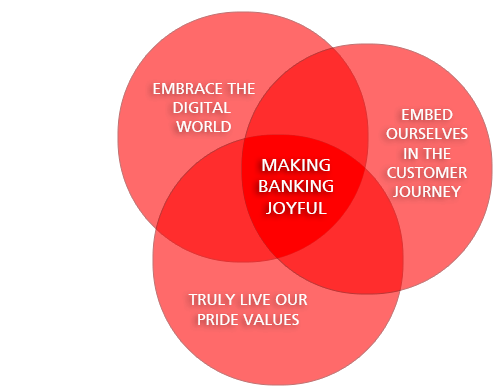 EMBRACE THE
DIGITAL
WORLD
EMBED
OURSELVES
IN THE
CUSTOMER
JOURNEY
MAKING
BANKING
JOYFUL
TRULY LIVE OUR
PRIDE VALUES